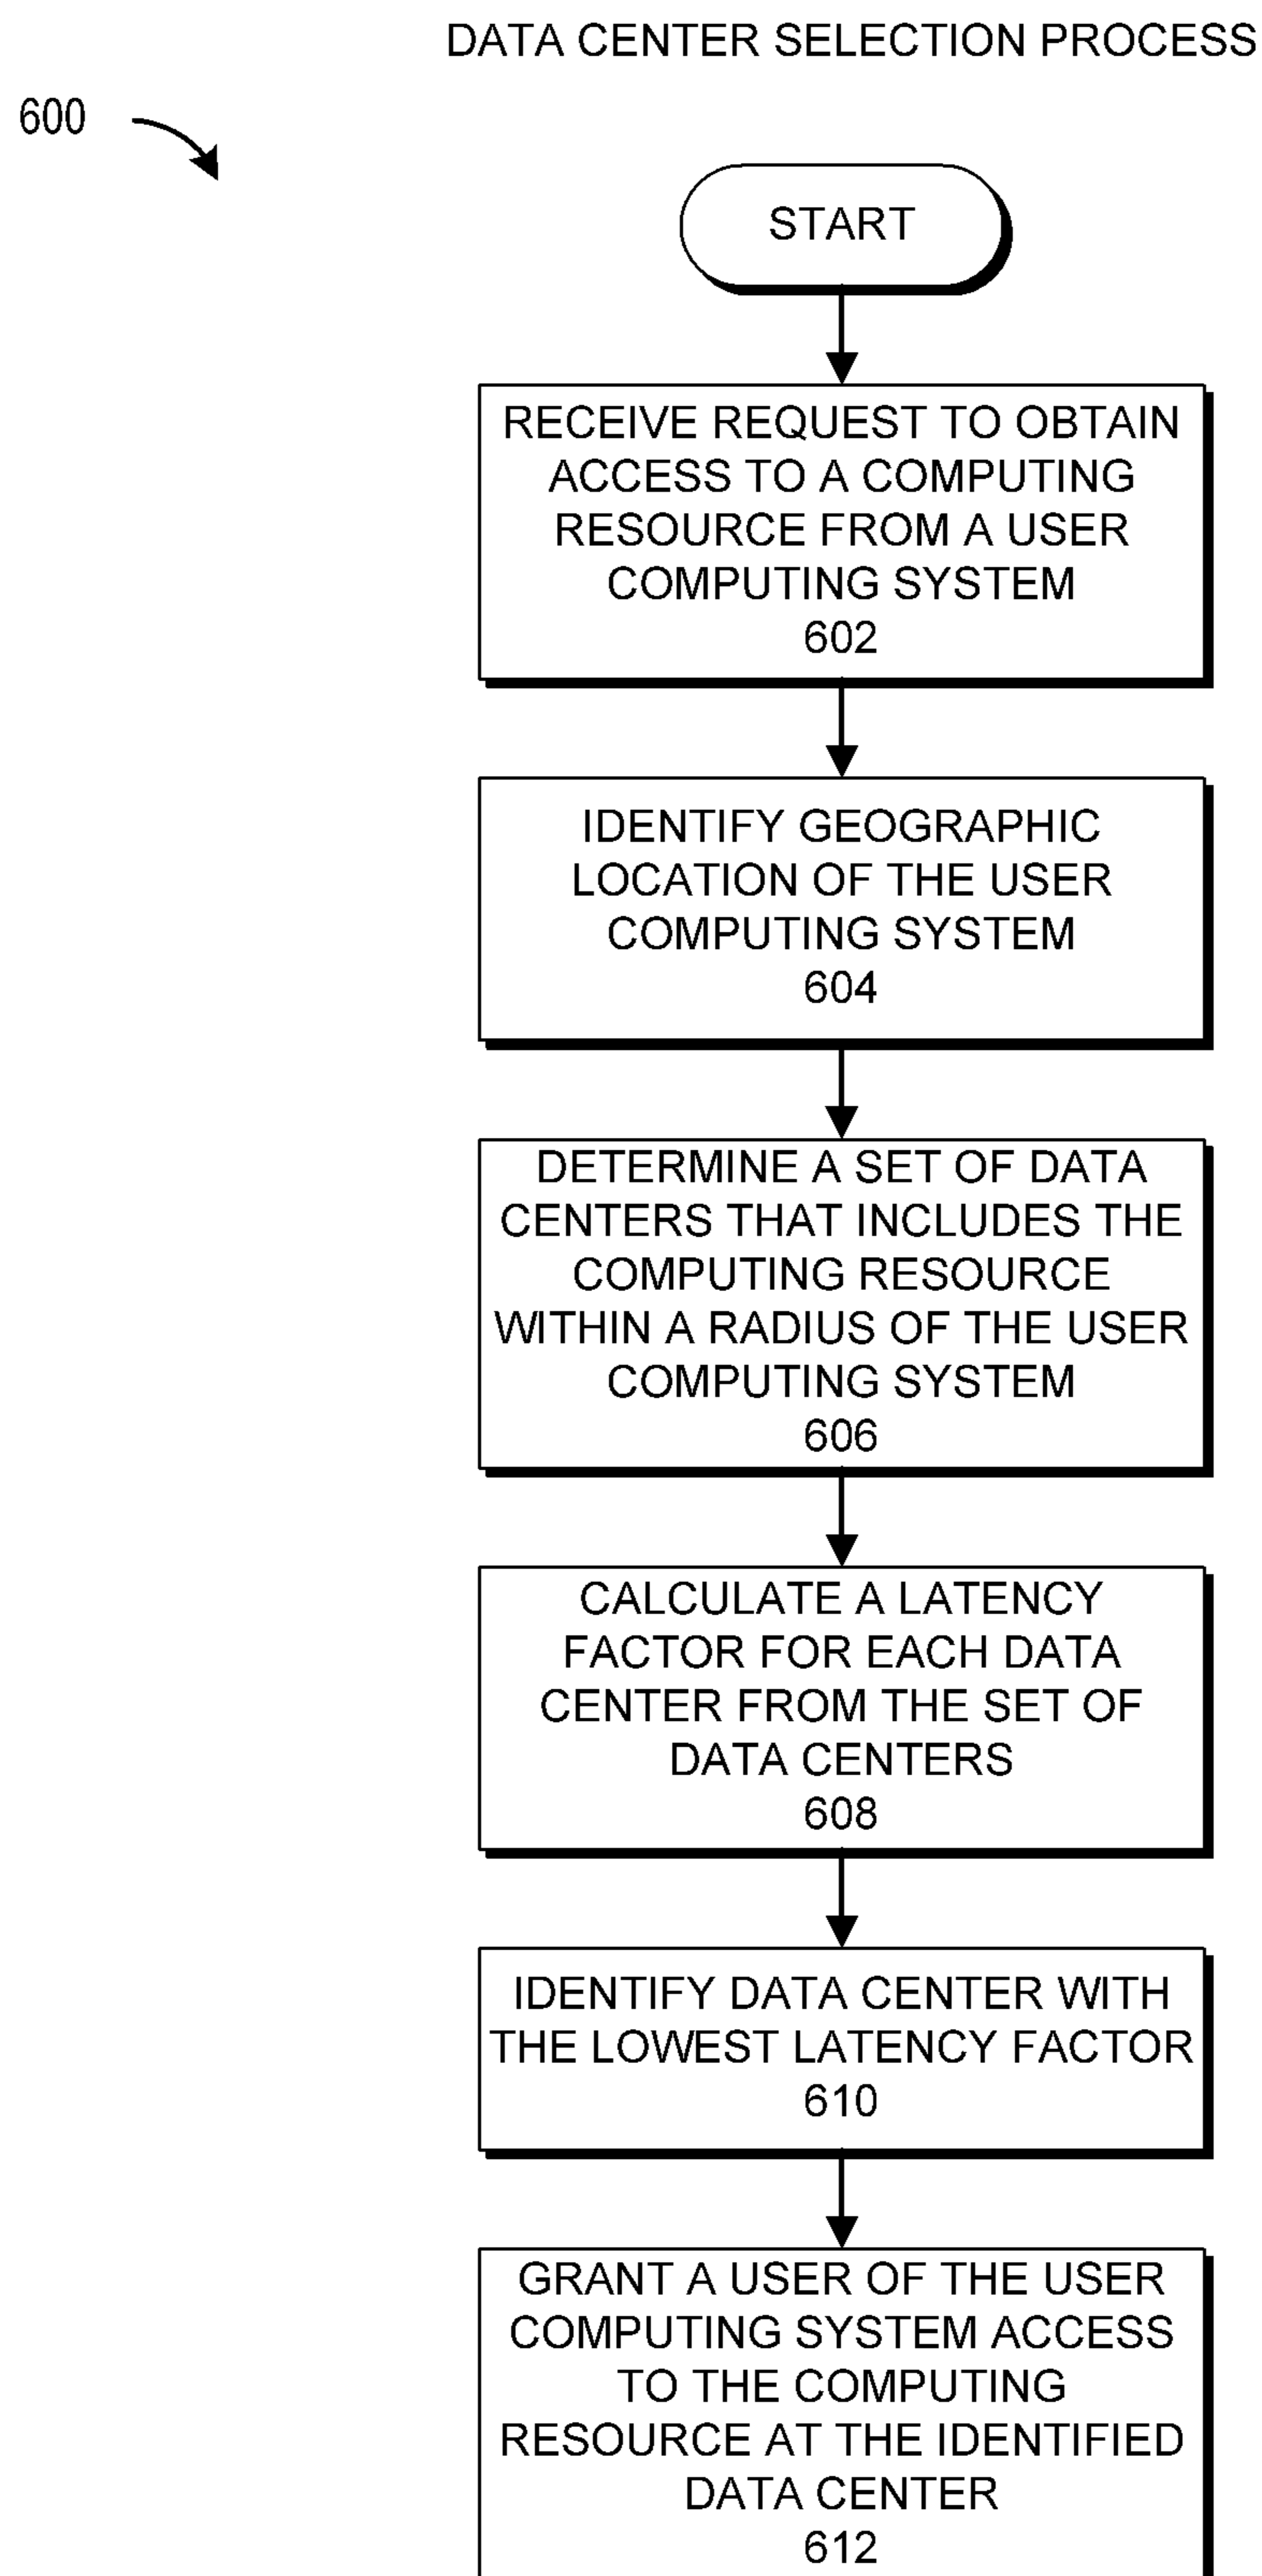 DATA CENTER SELECTION PROCESS
600
START
RECEIVE REQUEST TO OBTAIN
ACCESS TO A COMPUTING
RESOURCE FROM A USER
COMPUTING SYSTEM
602
IDENTIFY GEOGRAPHIC
LOCATION OF THE USER
COMPUTING SYSTEM
604
DETERMINE A SET OF DATA
CENTERS THAT INCLUDES THE
COMPUTING RESOURCE
WITHIN A RADIUS OF THE USER
COMPUTING SYSTEM
606
CALCULATE A LATENCY
FACTOR FOR EACH DATA
CENTER FROM THE SET OF
DATA CENTERS
608
IDENTIFY DATA CENTER WITH
THE LOWEST LATENCY FACTOR
610
GRANT A USER OF THE USER
COMPUTING SYSTEM ACCESS
TO THE COMPUTING
RESOURCE AT THE IDENTIFIED
DATA CENTER
612